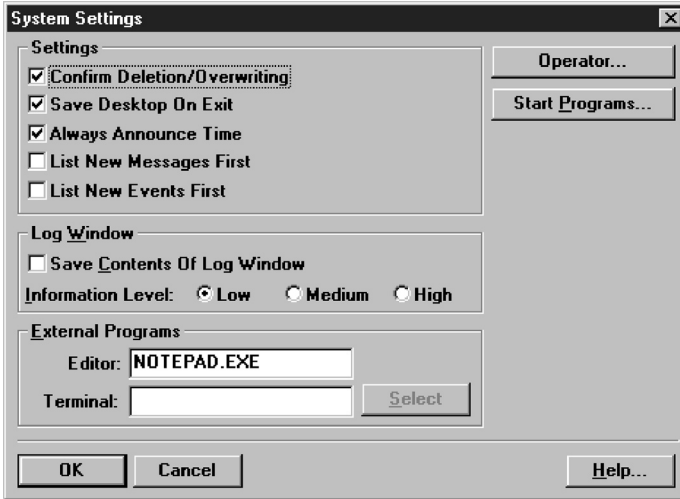 System Settings
Settings
Confirm Deletion/Overwriting
Save Desktop On Exit
Always Announce Time
List New Messages First
List New Events First
Operator...
Start Programs...
Log Window
Save Contents Of Log Window
Information Level: Low Medium High
External Programs
Editor: NOTEPAD.EXE
Terminal: Select
OK Cancel Help...